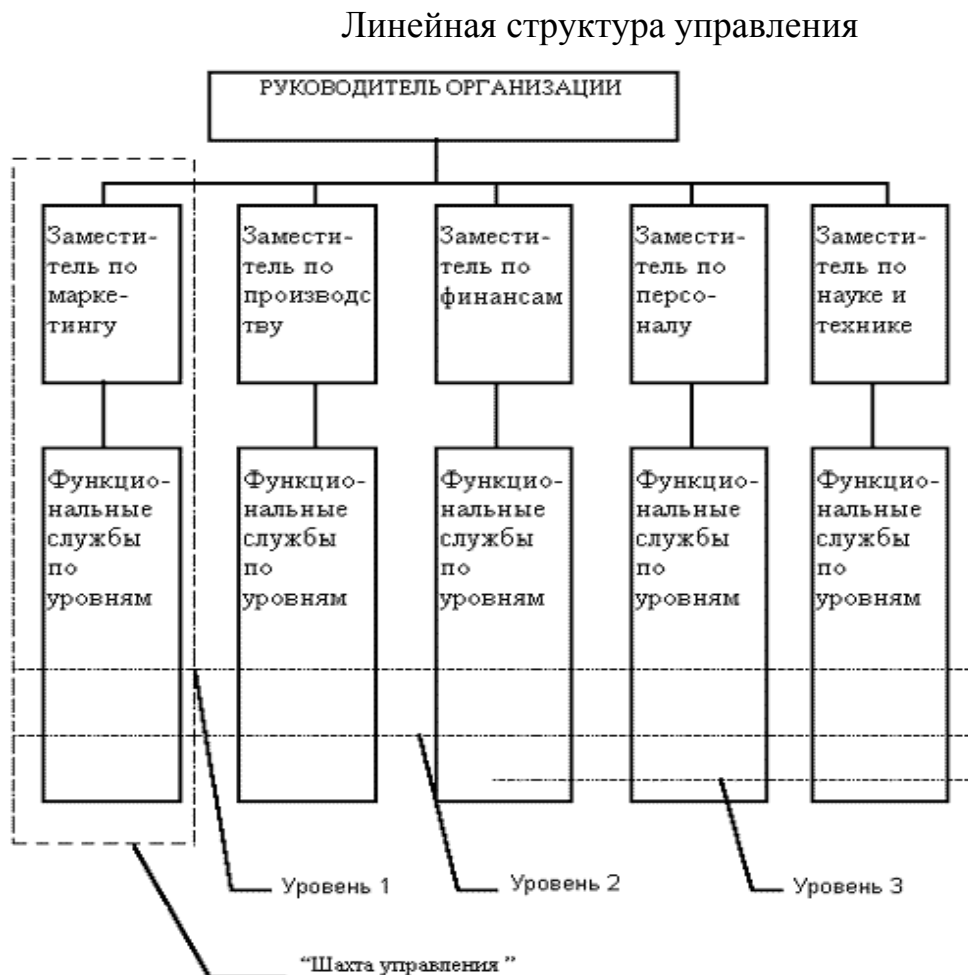 Линейная структура управления
РУКОВОДИТЕЛЬ ОРГАНИЗАЦИИ
Замести-
тель по
марке-
тингу
Замести-
тель по
производс
тву
Замести-
тель по
финансам
Замести-
тель по
персо-
налу
Замести-
тель по
науке и
технике
Функцио-
нальные
службы
по
уровням
Функцио-
нальные
службы
по
уровням
Функцио-
нальные
службы
по
уровням
Функцио-
нальные
службы
по
уровням
Функцио-
нальные
службы
по
уровням
Уровень 1
Уровень 2
Уровень 3
“Шахта управления ”